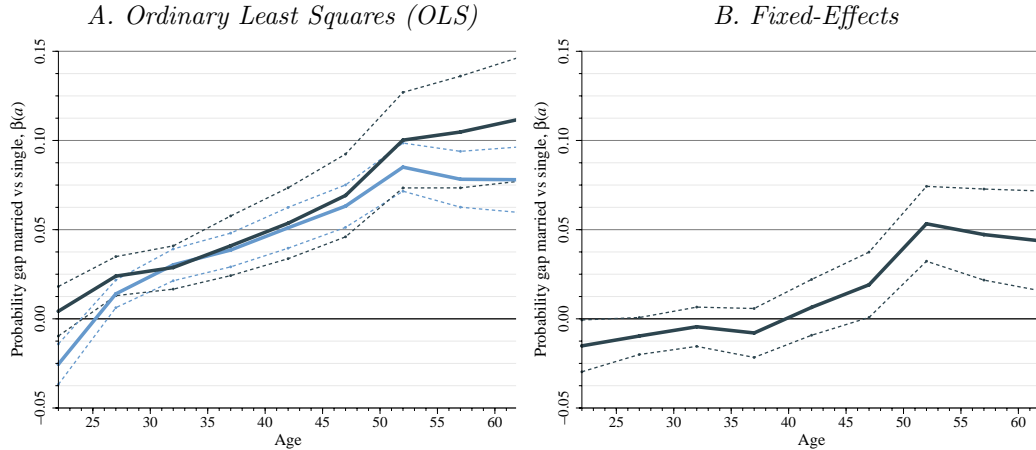 A. Ordinary Least Squares (OLS)
Probability gap married vs single, β(a)
0.15
0.10
0.05
0.00
−0.05
25 30 35 40 45 50 55 60
Age
B. Fixed-Effects
Probability gap married vs single, β(a)
0.15
0.10
0.05
0.00
−0.05
25 30 35 40 45 50 55 60
Age